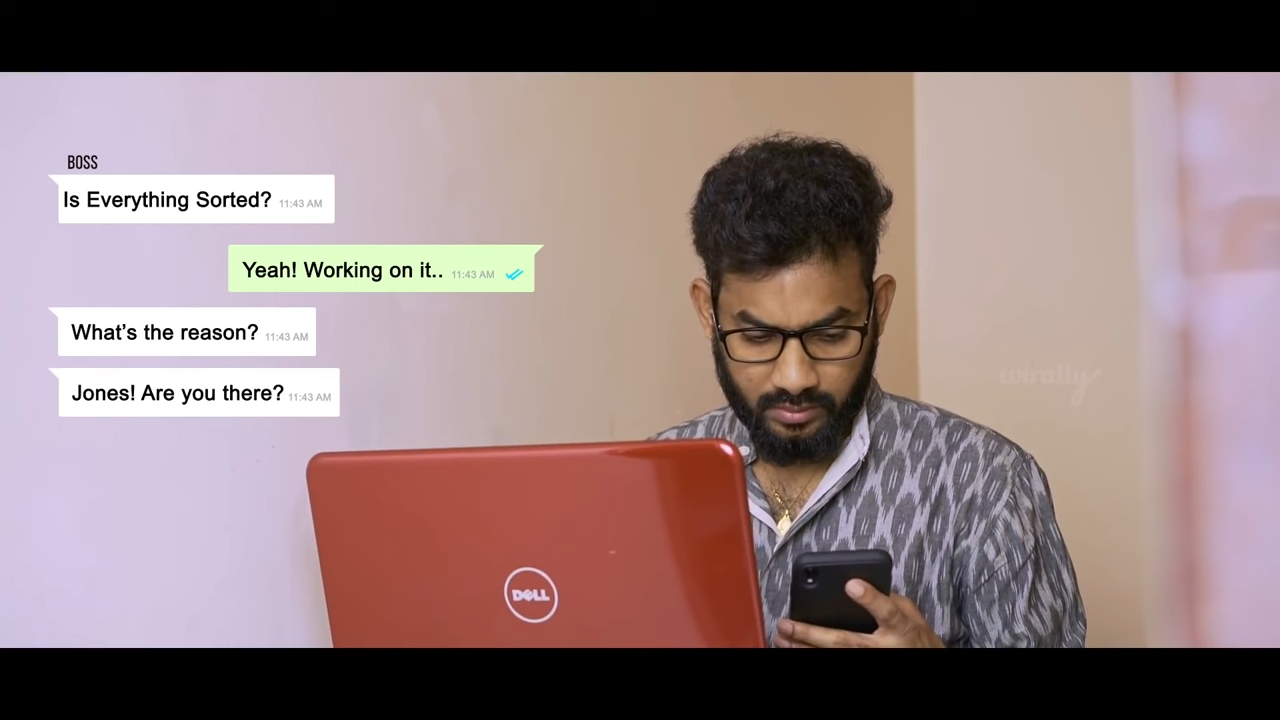 BOSS
Is Everything Sorted? 11:43 AM
Yeah! Working on it.. 11:43 AM
What's the reason? 11:43 AM
Jones! Are you there? 11:43 AM
wirally
DELL